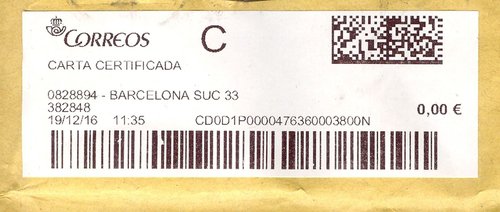 CORREOS C
CARTA CERTIFICADA
0828894 - BARCELONA SUC 33
382848 0,00 €
19/12/16 11:35 CD0D1P0000476360003800N